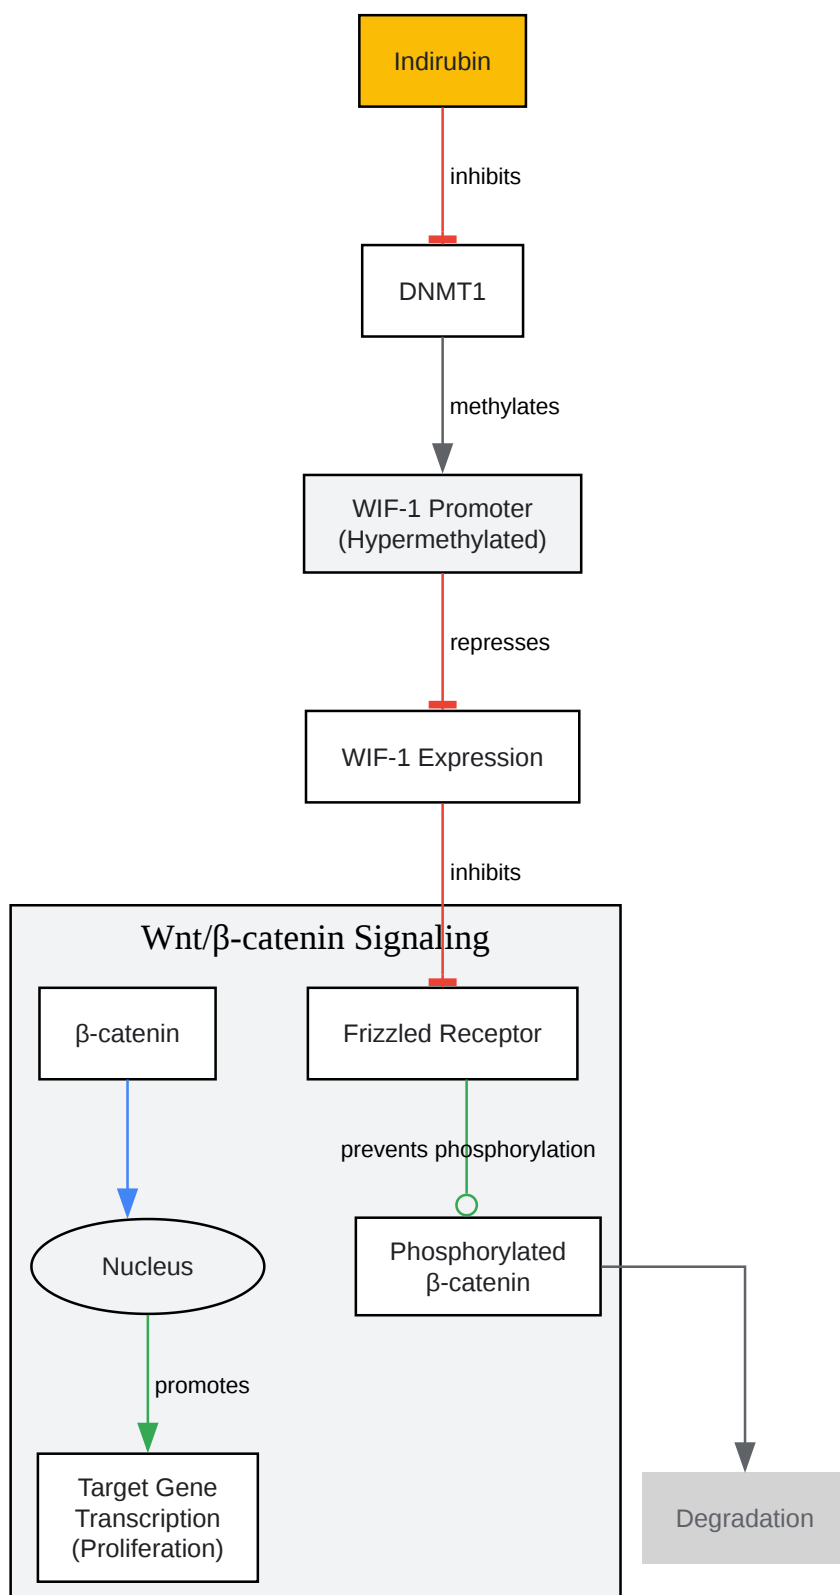 Indirubin
inhibits
DNMT1
methylates
WIF-1 Promoter
(Hypermethylated)
represses
WIF-1 Expression
inhibits
Wnt/β-catenin Signaling
β-catenin
Frizzled Receptor
prevents phosphorylation
Nucleus
Phosphorylated
β-catenin
promotes
Target Gene
Transcription
(Proliferation)
Degradation